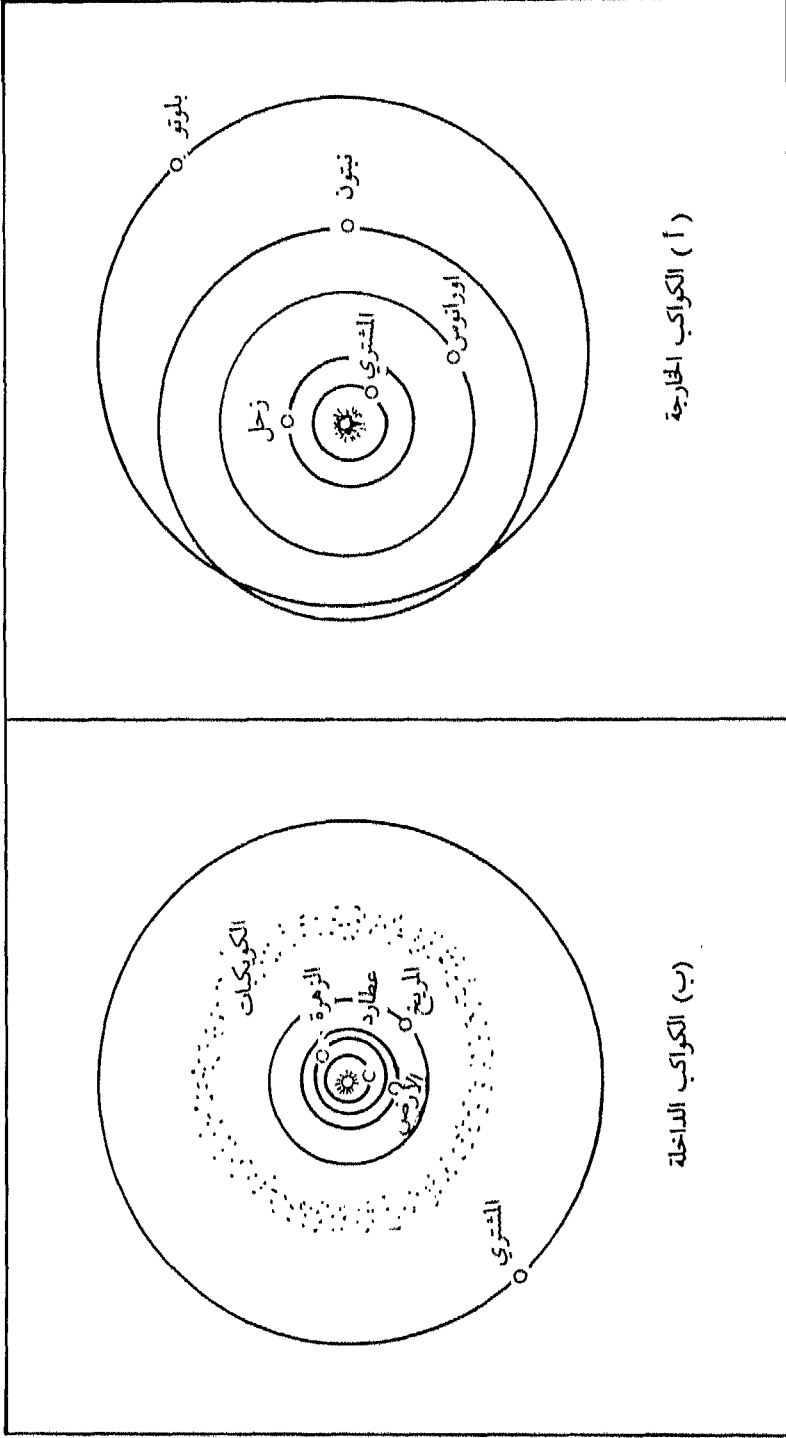 بلوتو
نبتون
اورانوس
المشتري
زحل
(أ) الكواكب الخارجة
الكويكبات
الزهرة
عطارد
المريخ
الأرض
المشتري
(ب) الكواكب الداخلة